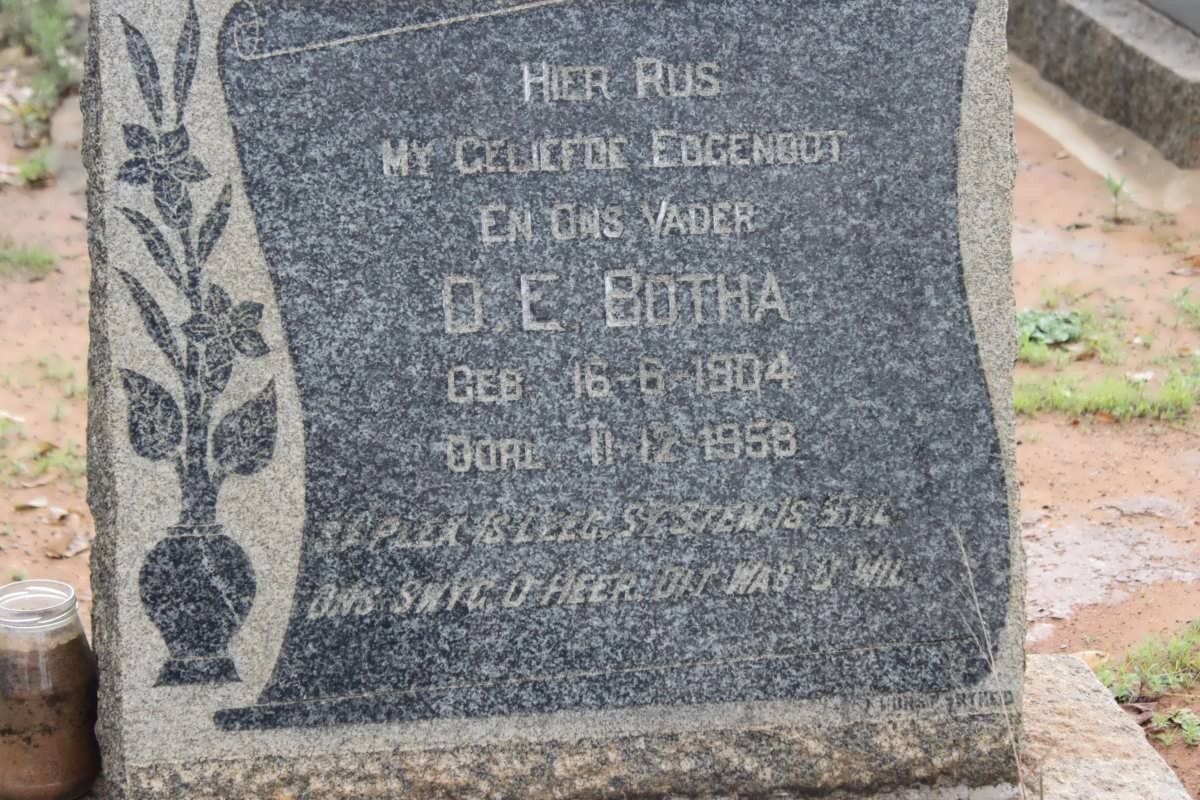 HIER RUS
MY GELIEFDE EGGENOOT
EN ONS VADER
D. E. BOTHA
GEB 16-6-1904
OORL. 11-12-1958
SY PLEK IS LEEG. SY STEM IS STIL
ONS SWYG O HEER, DIT WAS U WIL